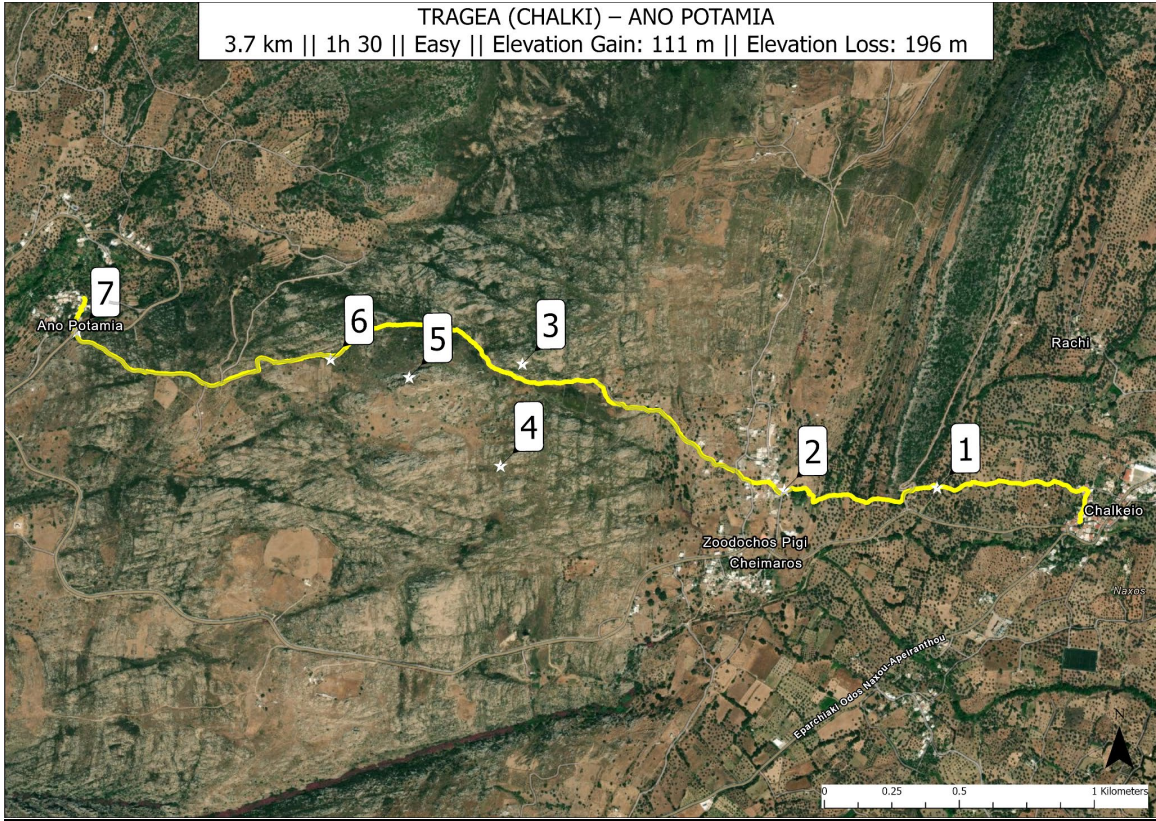 TRAGEA (CHALKI) – ANO POTAMIA
3.7 km || 1h 30 || Easy || Elevation Gain: 111 m || Elevation Loss: 196 m
7
Ano Potamia
6
5
3
Rachi
4
2
1
Chalkeio
Zoodochos Pigi
Cheimaros
Naxos
Eparchiaki Odos Naxou-Apeiranthou
N
0 0.25 0.5 1 Kilometers